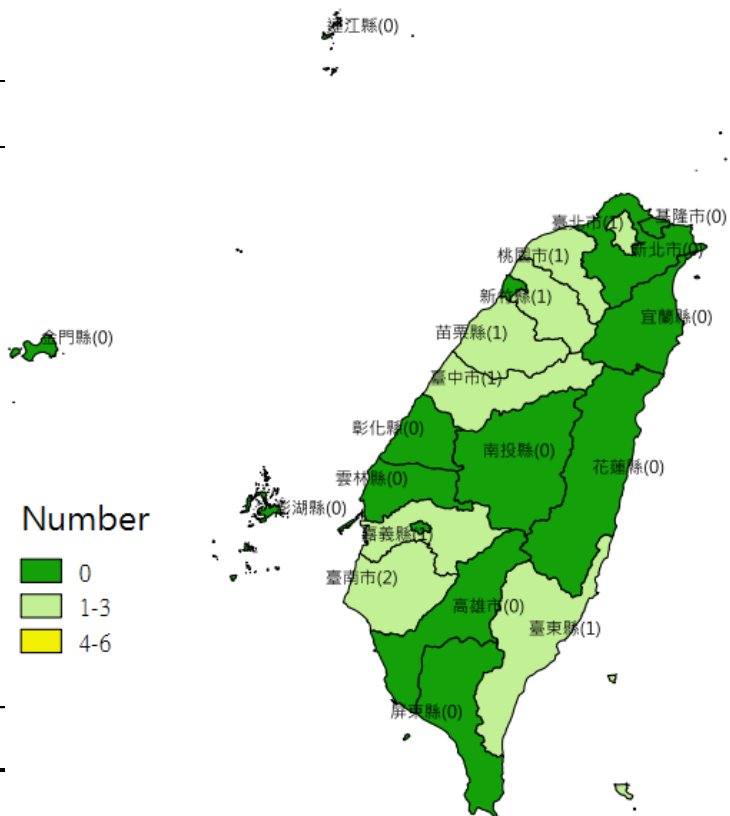 連江縣(0)
臺北市(1)
基隆市(0)
新北市(0)
桃園市(1)
新竹縣(1)
宜蘭縣(0)
苗栗縣(1)
金門縣(0)
臺中市(1)
彰化縣(0)
南投縣(0)
花蓮縣(0)
雲林縣(0)
澎湖縣(0)
嘉義縣(1)
臺南市(2)
高雄市(0)
臺東縣(1)
屏東縣(0)
Number
0
1-3
4-6